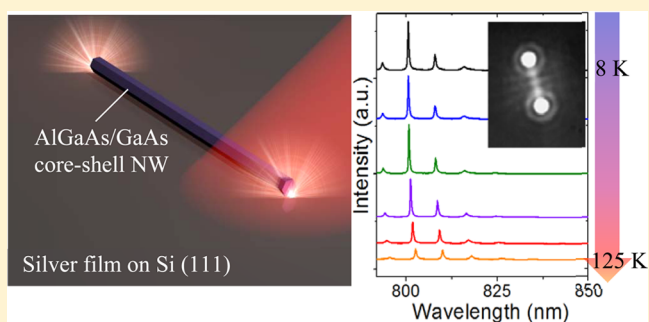 AlGaAs/GaAs
core-shell NW
Silver film on Si (111)
Intensity (a.u.)
8 K
125 K
800
825
850
Wavelength (nm)